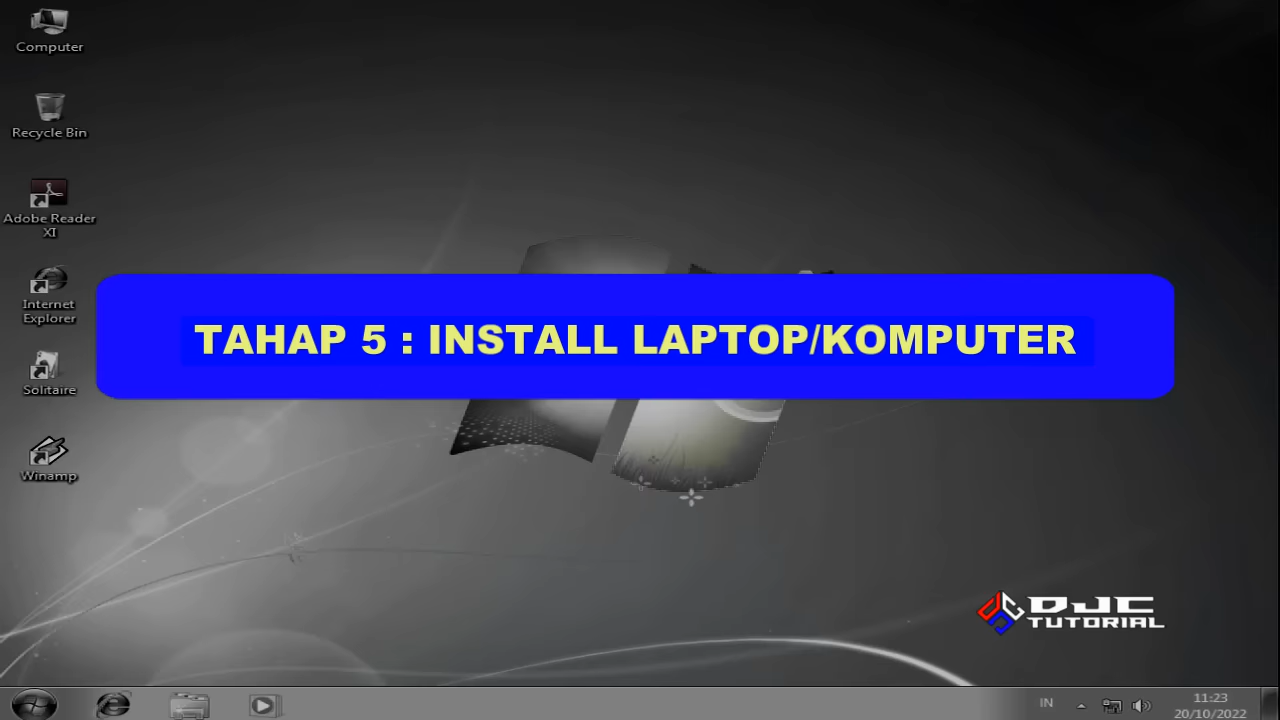 Computer
Recycle Bin
Adobe Reader
XI
Internet
Explorer
Solitaire
Winamp
TAHAP 5 : INSTALL LAPTOP/KOMPUTER
DJC
TUTORIAL
IN
11:23
20/10/2022